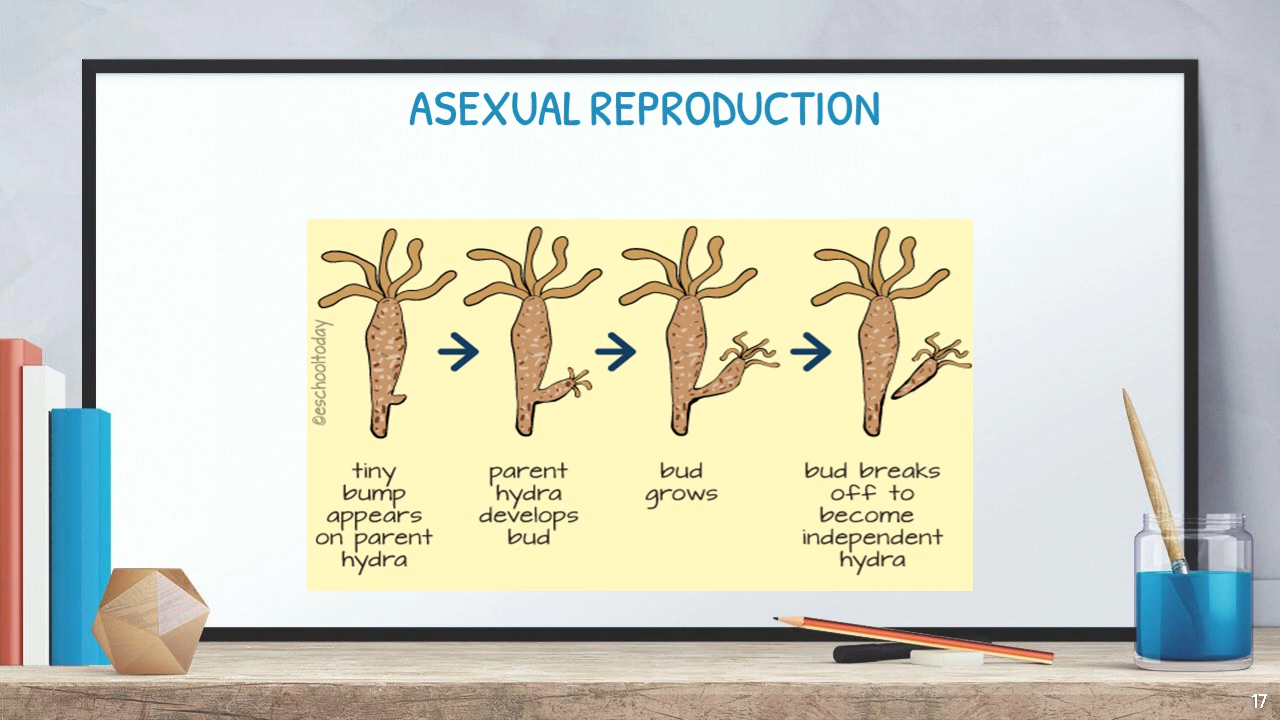 ASEXUAL REPRODUCTION
©eschooltoday
tiny
bump
appears
on parent
hydra
parent
hydra
develops
bud
bud
grows
bud breaks
off to
become
independent
hydra
17